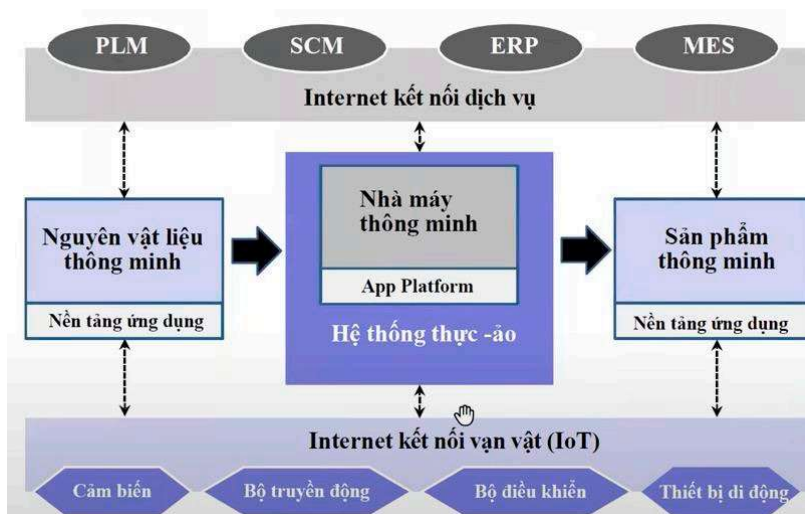 PLM
SCM
ERP
MES
Internet kết nối dịch vụ
Nguyên vật liệu
thông minh
Nền tảng ứng dụng
Nhà máy
thông minh
App Platform
Hệ thống thực -ảo
Sản phẩm
thông minh
Nền tảng ứng dụng
Internet kết nối vạn vật (IoT)
Cảm biến
Bộ truyền động
Bộ điều khiển
Thiết bị di động